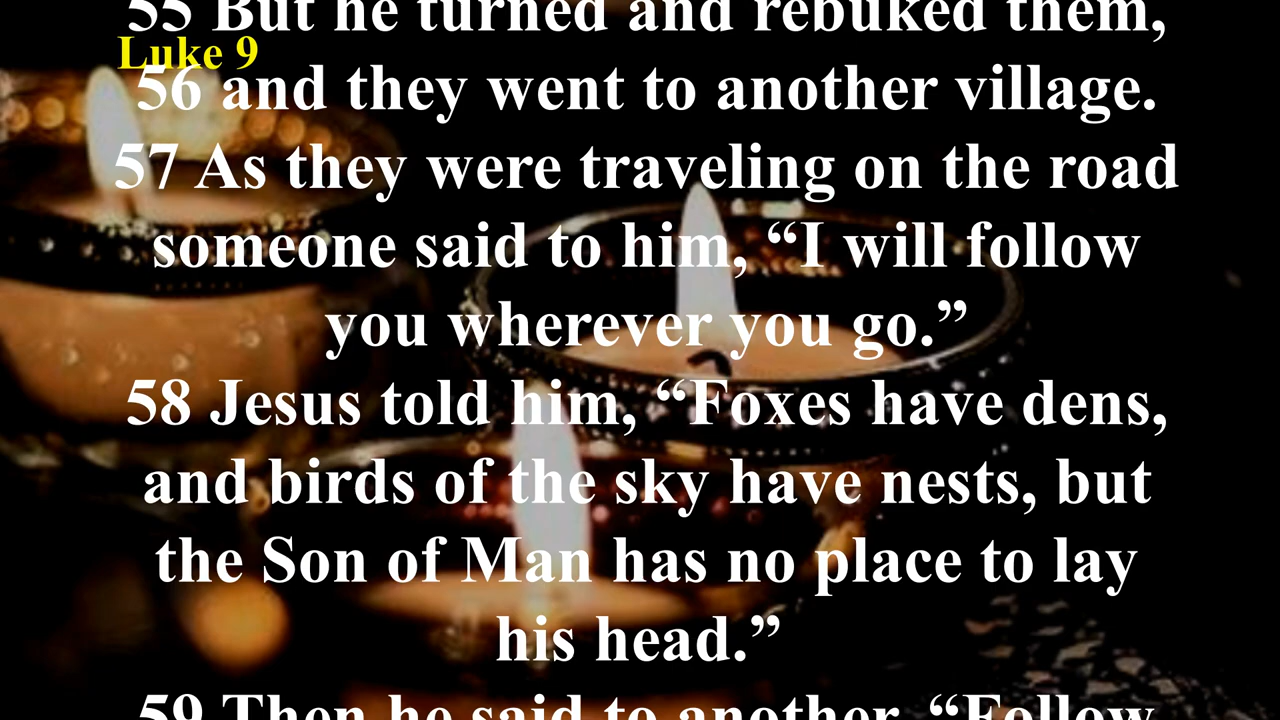 55 But he turned and rebuked them,
Luke 9
56 and they went to another village.
57 As they were traveling on the road
someone said to him, “I will follow
you wherever you go.”
58 Jesus told him, “Foxes have dens,
and birds of the sky have nests, but
the Son of Man has no place to lay
his head.”
59 Then he said to another, “Follow